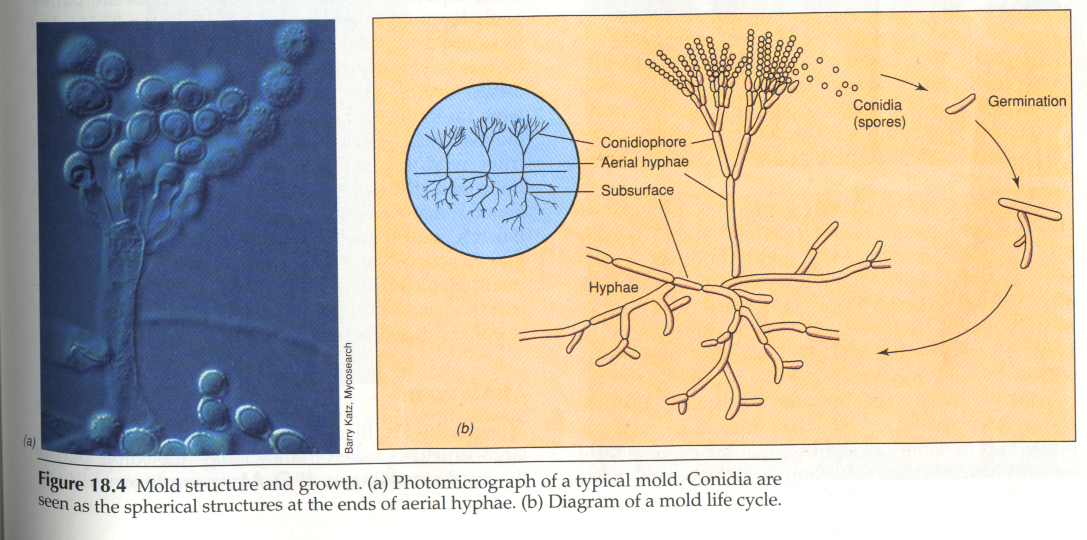 (a)
Barry Katz, Mycosearch
Conidiophore
Aerial hyphae
Subsurface
Hyphae
Conidia
(spores)
Germination
(b)
Figure 18.4 Mold structure and growth. (a) Photomicrograph of a typical mold. Conidia are
seen as the spherical structures at the ends of aerial hyphae. (b) Diagram of a mold life cycle.